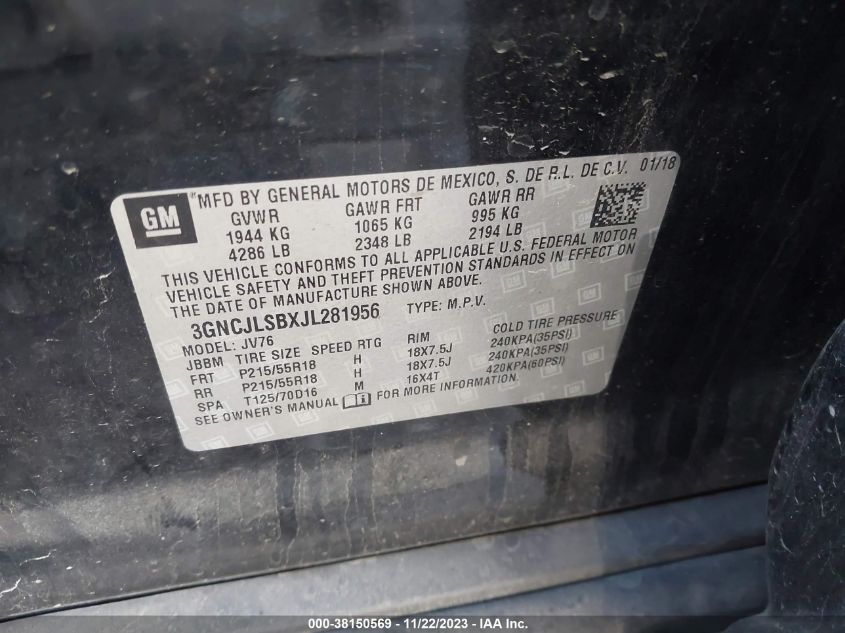 GM
MFD BY GENERAL MOTORS DE MEXICO, S. DE R.L. DE C.V. 01/18
GVWR GAWR FRT GAWR RR
1944 KG 1065 KG 995 KG
4286 LB 2348 LB 2194 LB
THIS VEHICLE CONFORMS TO ALL APPLICABLE U.S. FEDERAL MOTOR
VEHICLE SAFETY AND THEFT PREVENTION STANDARDS IN EFFECT ON
THE DATE OF MANUFACTURE SHOWN ABOVE.
3GNCJLSBXJL281956 TYPE: M.P.V.
MODEL: JV76
JBBM TIRE SIZE SPEED RTG RIM COLD TIRE PRESSURE
FRT P215/55R18 H 18X7.5J 240KPA(35PSI)
RR P215/55R18 H 18X7.5J 240KPA(35PSI)
SPA T125/70D16 M 16X4T 420KPA(60PSI)
SEE OWNER'S MANUAL FOR MORE INFORMATION
000-38150569 - 11/22/2023 - IAAI.com